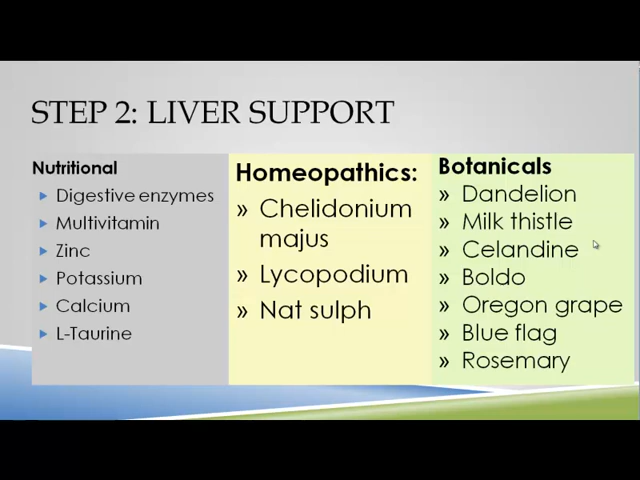 STEP 2: LIVER SUPPORT
Nutritional
Digestive enzymes
Multivitamin
Zinc
Potassium
Calcium
L-Taurine
Homeopathics:
» Chelidonium
majus
» Lycopodium
» Nat sulph
Botanicals
» Dandelion
» Milk thistle
» Celandine
» Boldo
» Oregon grape
» Blue flag
» Rosemary